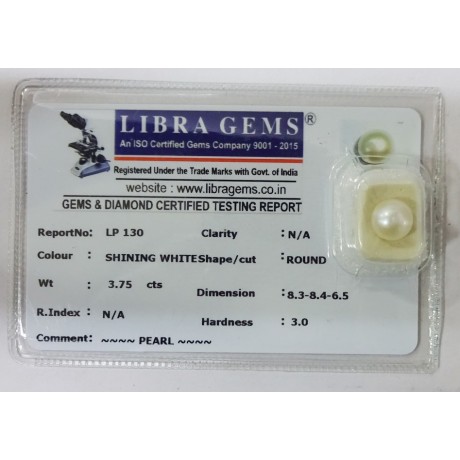 LIBRA GEMS ®
An ISO Certified Gems Company 9001 - 2015
Registered Under the Trade Marks with Govt. of India
website : www.libragems.co.in
GEMS & DIAMOND CERTIFIED TESTING REPORT
ReportNo: LP 130 Clarity : N/A
Colour : SHINING WHITE Shape/cut : ROUND
Wt : 3.75 cts Dimension : 8.3-8.4-6.5
R.Index : N/A Hardness : 3.0
Comment: ~~~~ PEARL ~~~~